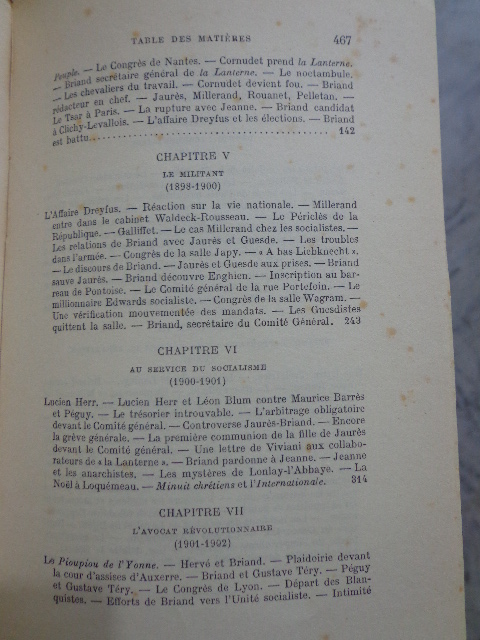 TABLE DES MATIÈRES 467
Peuple. — Le Congrès de Nantes. — Cornudet prend la Lanterne.
— Briand secrétaire général de la Lanterne. — Le noctambule.
— Les chevaliers du travail. — Cornudet devient fou. — Briand
rédacteur en chef. — Jaurès, Millerand, Rouanet, Pelletan. —
Le Tsar à Paris. — La rupture avec Jeanne. — Briand candidat
à Clichy-Levallois. — L'affaire Dreyfus et les élections. — Briand
est battu. 142
CHAPITRE V
LE MILITANT
(1898-1900)
L'Affaire Dreyfus. — Réaction sur la vie nationale. — Millerand
entre dans le cabinet Waldeck-Rousseau. — Le Périclès de la
République. — Galliffet. — Le cas Millerand chez les socialistes. —
Les relations de Briand avec Jaurès et Guesde. — Les troubles
dans l'armée. — Congrès de la salle Japy. — « A bas Liebknecht ».
— Le discours de Briand. — Jaurès et Guesde aux prises. — Briand
sauve Jaurès. — Briand découvre Enghien. — Inscription au bar-
reau de Pontoise. — Le Comité général de la rue Portefoin. — Le
millionnaire Edwards socialiste. — Congrès de la salle Wagram. —
Une vérification mouvementée des mandats. — Les Guesdistes
quittent la salle. — Briand, secrétaire du Comité Général. 243
CHAPITRE VI
AU SERVICE DU SOCIALISME
(1900-1901)
Lucien Herr. — Lucien Herr et Léon Blum contre Maurice Barrès
et Péguy. — Le trésorier introuvable. — L'arbitrage obligatoire
devant le Comité général. — Controverse Jaurès-Briand. — Encore
la grève générale. — La première communion de la fille de Jaurès
devant le Comité général. — Une lettre de Viviani aux collabo-
rateurs de « la Lanterne ». — Briand pardonne à Jeanne. — Jeanne
et les anarchistes. — Les mystères de Lonlay-l'Abbaye. — La
Noël à Loquémeau. — Minuit chrétiens et l'Internationale. 314
CHAPITRE VII
L'AVOCAT RÉVOLUTIONNAIRE
(1901-1902)
Le Pioupiou de l'Yonne. — Hervé et Briand. — Plaidoirie devant
la cour d'assises d'Auxerre. — Briand et Gustave Téry. — Péguy
et Gustave Téry. — Le Congrès de Lyon. — Départ des Blan-
quistes. — Efforts de Briand vers l'Unité socialiste. — Intimité